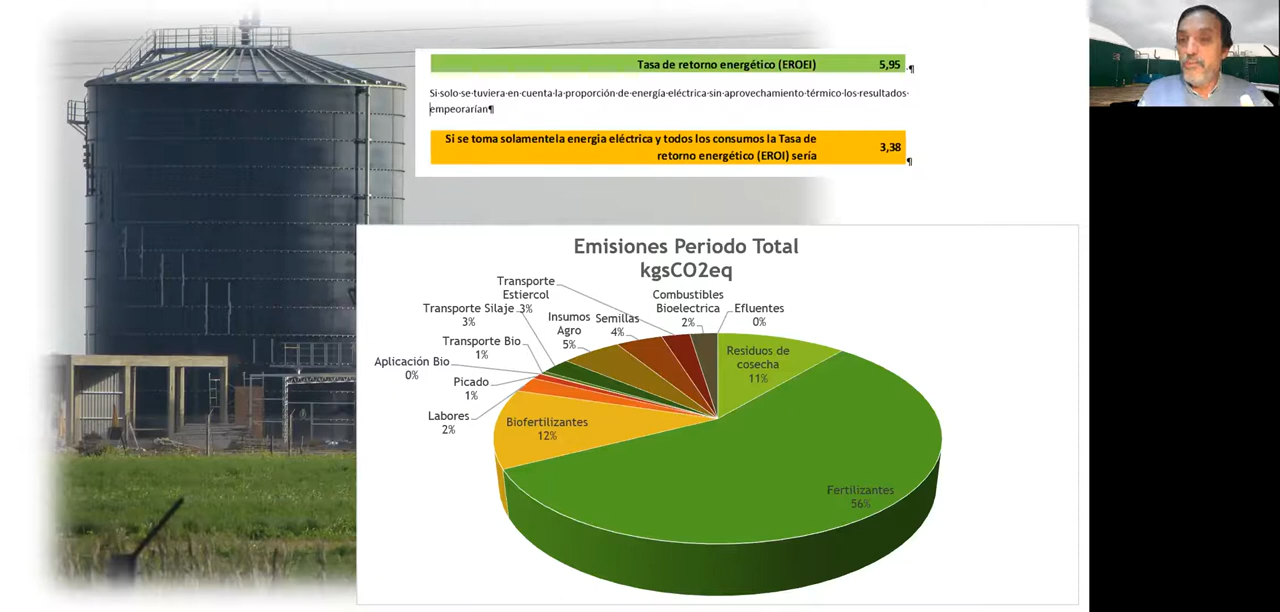 Tasa de retorno energético (EROEI) 5,95 ¶
Si·solo·se·tuviera·en·cuenta·la·proporción·de·energía·eléctrica·sin·aprovechamiento·térmico·los·resultados·
empeorarían¶
Si se toma solamentela energia eléctrica y todos los consumos la Tasa de
retorno energético (EROI) sería 3,38 ¶
Emisiones Periodo Total
kgsCO2eq
Transporte
Estiercol
3%
Transporte Silaje
3%
Insumos
Agro
5%
Semillas
4%
Combustibles
Bioelectrica
2%
Efluentes
0%
Transporte Bio
1%
Aplicación Bio
0%
Picado
1%
Labores
2%
Residuos de
cosecha
11%
Biofertilizantes
12%
Fertilizantes
56%